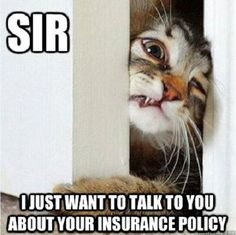 SIR
I JUST WANT TO TALK TO YOU
ABOUT YOUR INSURANCE POLICY